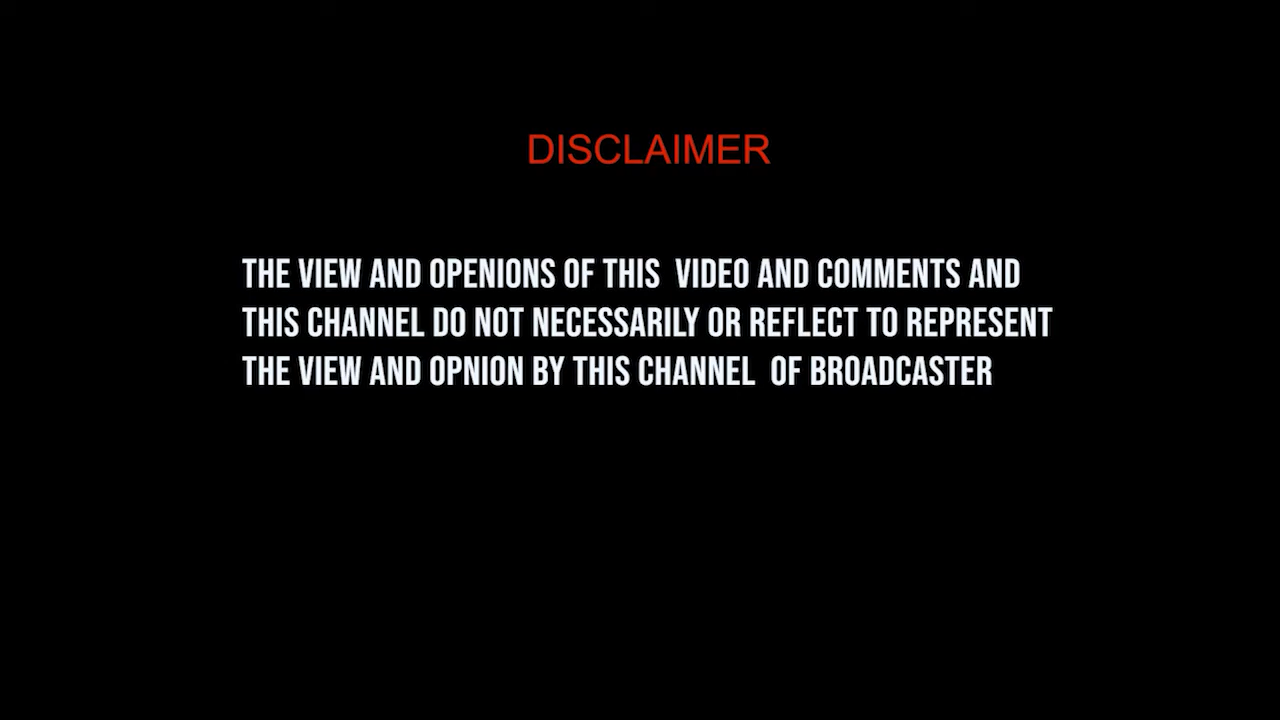 DISCLAIMER
THE VIEW AND OPENIONS OF THIS VIDEO AND COMMENTS AND
THIS CHANNEL DO NOT NECESSARILY OR REFLECT TO REPRESENT
THE VIEW AND OPNION BY THIS CHANNEL OF BROADCASTER